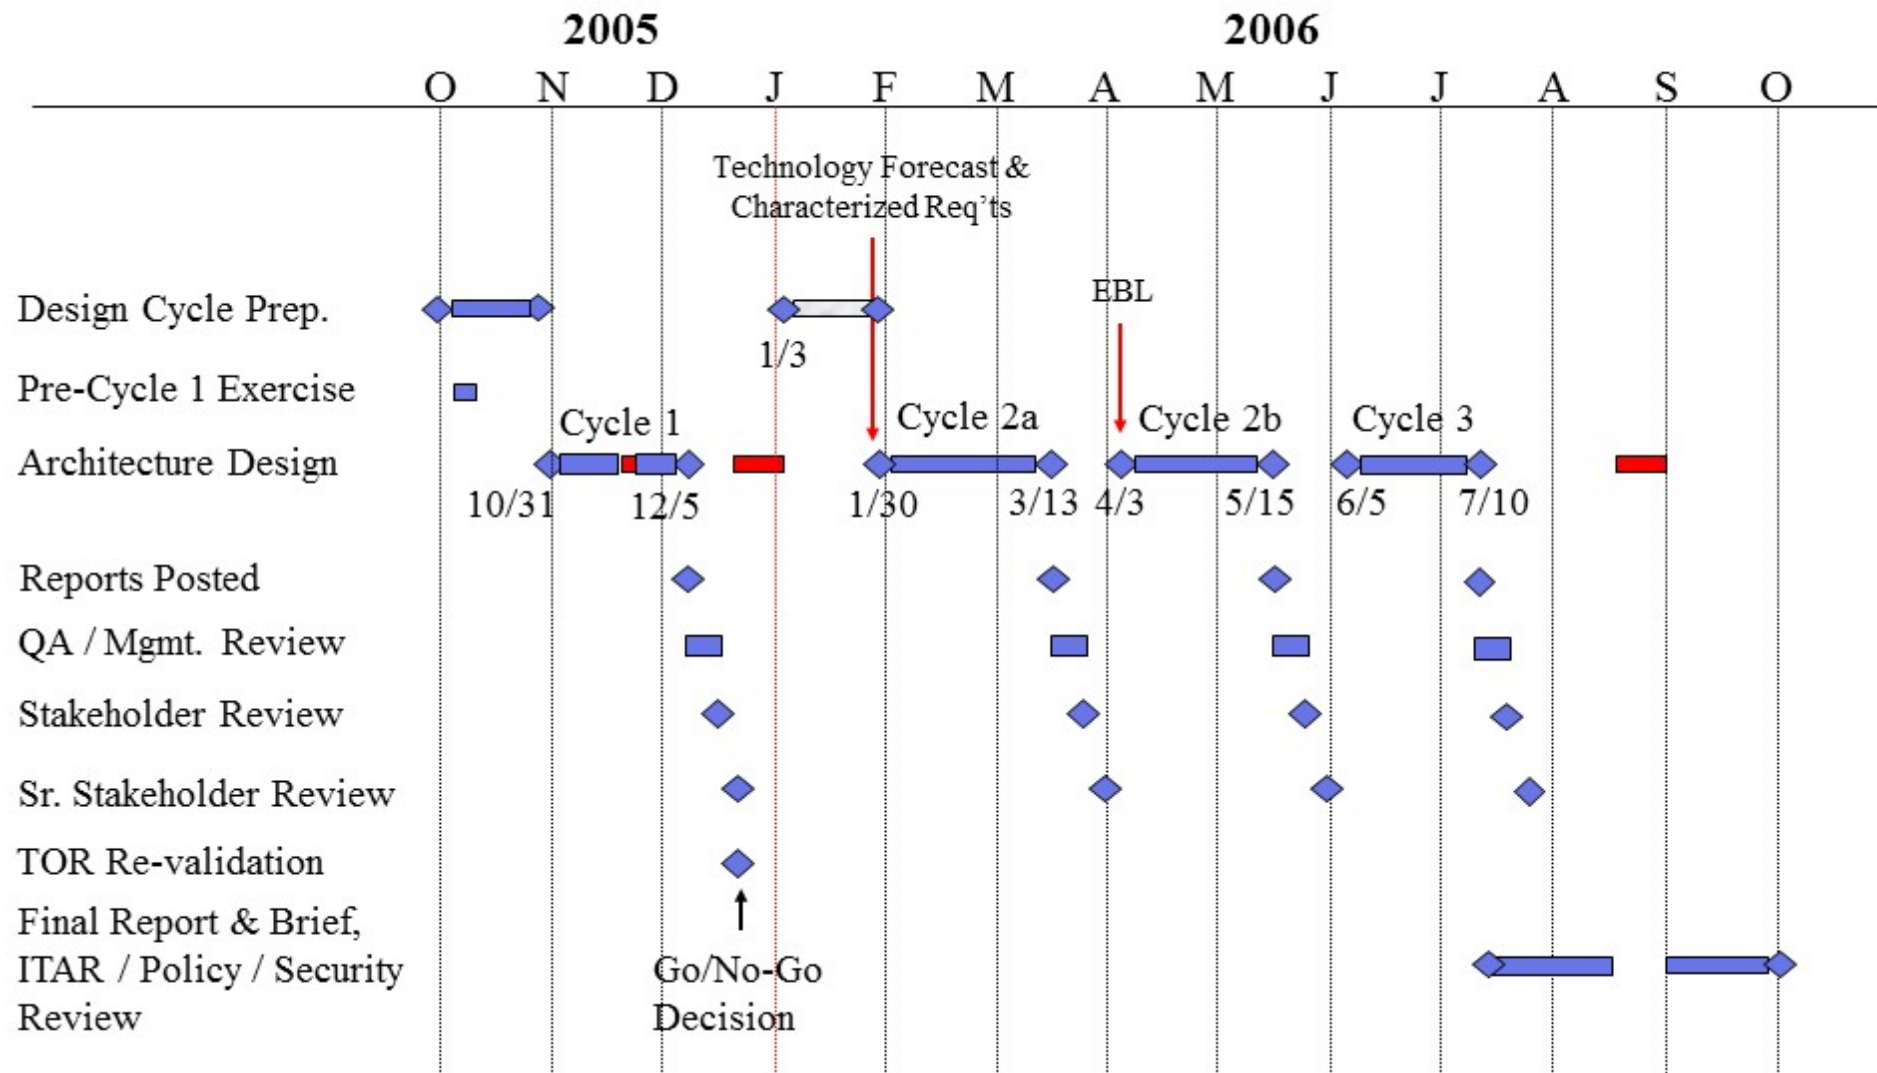 2005 2006
O N D J F M A M J J A S O
Technology Forecast &
Characterized Req'ts
EBL
Design Cycle Prep.
1/3
Pre-Cycle 1 Exercise
Cycle 1 Cycle 2a Cycle 2b Cycle 3
Architecture Design
10/31 12/5 1/30 3/13 4/3 5/15 6/5 7/10
Reports Posted
QA / Mgmt. Review
Stakeholder Review
Sr. Stakeholder Review
TOR Re-validation
Final Report & Brief,
ITAR / Policy / Security
Review
Go/No-Go
Decision